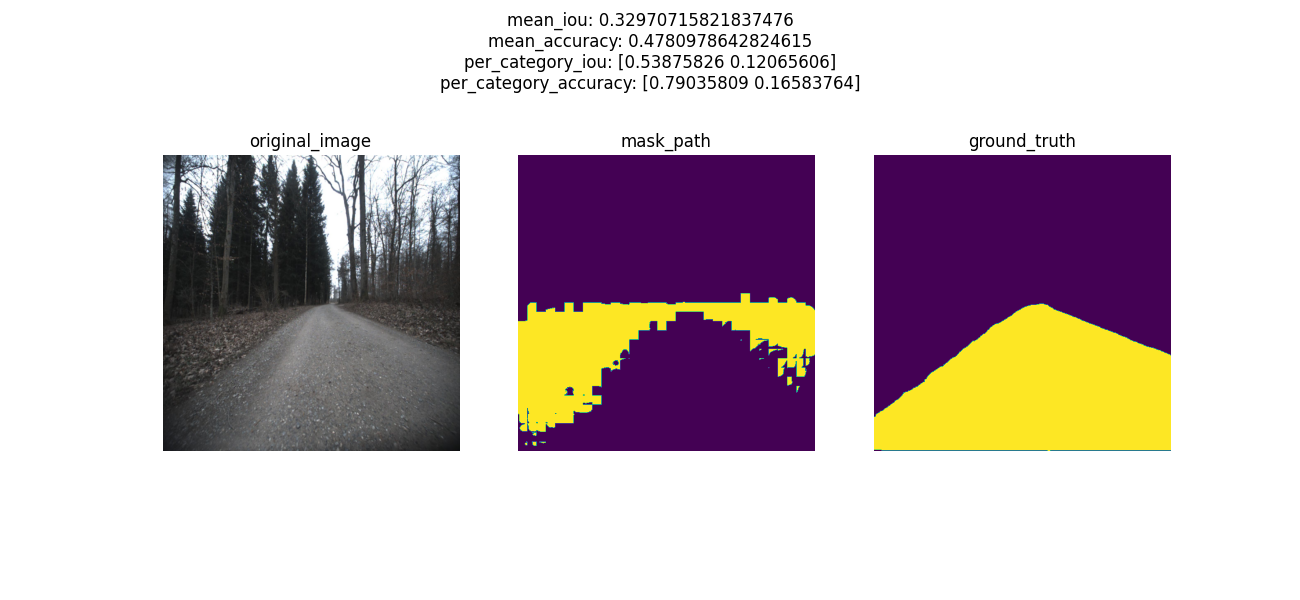 mean_iou: 0.32970715821837476
mean_accuracy: 0.4780978642824615
per_category_iou: [0.53875826 0.12065606]
per_category_accuracy: [0.79035809 0.16583764]
original_image
mask_path
ground_truth